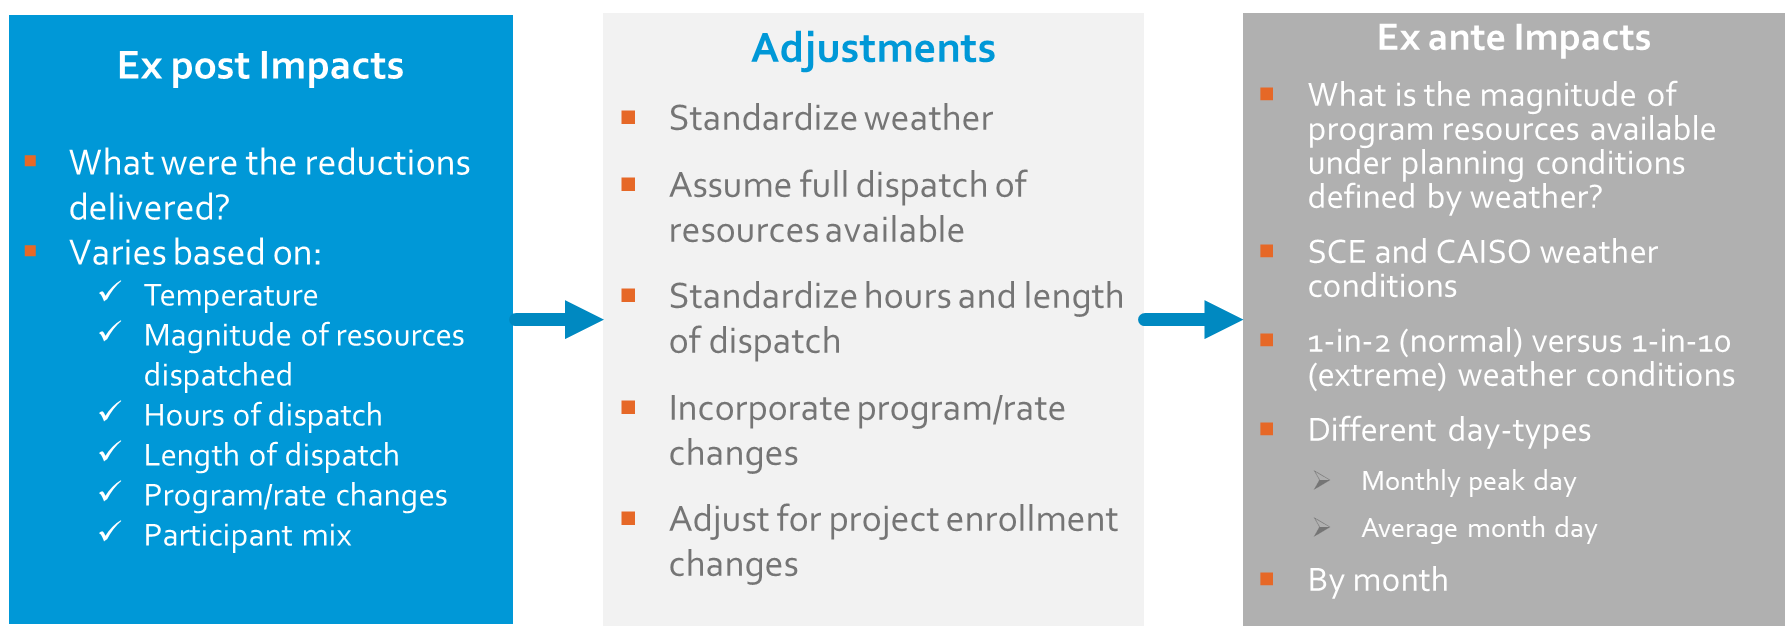 Ex post Impacts
What were the reductions
delivered?
Varies based on:
Temperature
Magnitude of resources
dispatched
Hours of dispatch
Length of dispatch
Program/rate changes
Participant mix
Adjustments
Standardize weather
Assume full dispatch of
resources available
Standardize hours and length
of dispatch
Incorporate program/rate
changes
Adjust for project enrollment
changes
Ex ante Impacts
What is the magnitude of
program resources available
under planning conditions
defined by weather?
SCE and CAISO weather
conditions
1-in-2 (normal) versus 1-in-10
(extreme) weather conditions
Different day-types
Monthly peak day
Average month day
By month